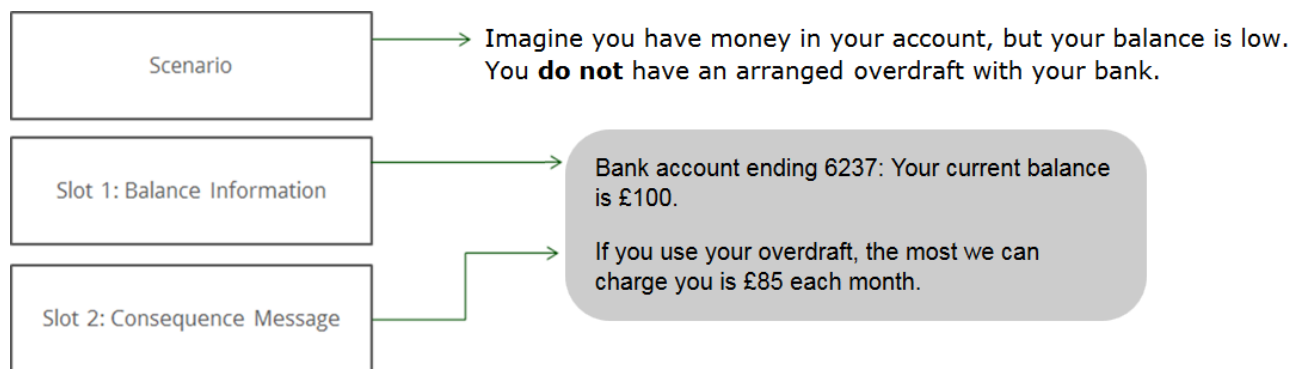 Scenario
Imagine you have money in your account, but your balance is low.
You do not have an arranged overdraft with your bank.
Slot 1: Balance Information
Bank account ending 6237: Your current balance
is £100.
If you use your overdraft, the most we can
charge you is £85 each month.
Slot 2: Consequence Message